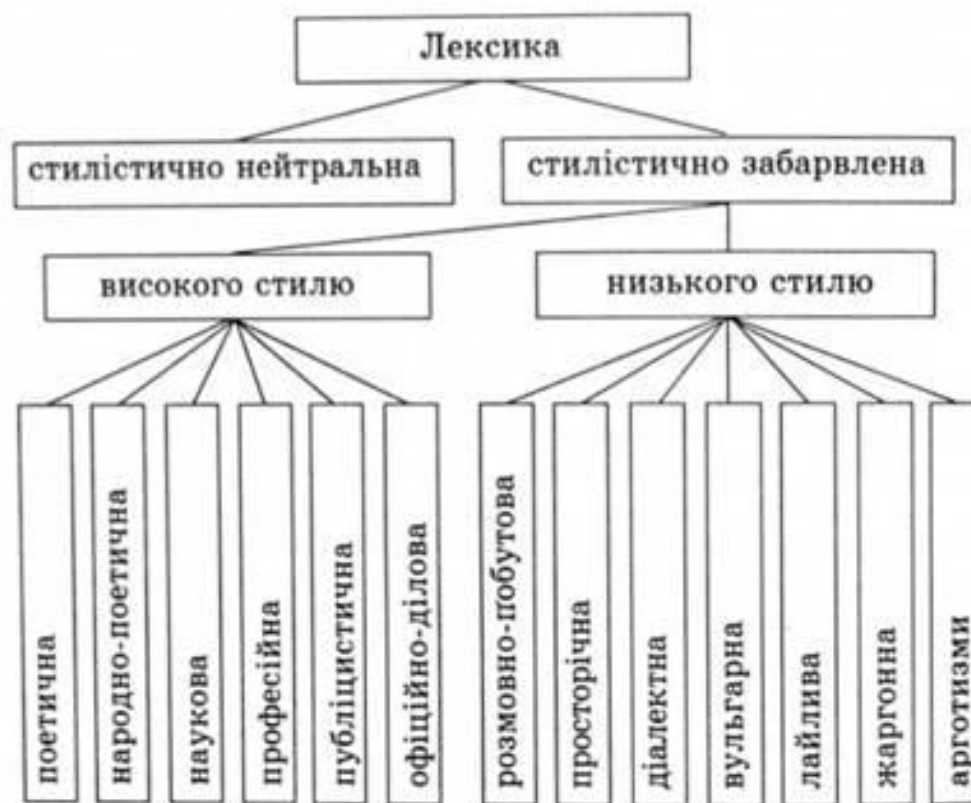 Лексика
стилістично нейтральна
стилістично забарвлена
високого стилю
низького стилю
поетична
народно-поетична
наукова
професійна
публіцистична
офіційно-ділова
розмовно-побутова
просторічна
діалектна
вульгарна
лайлива
жаргонна
арготизми